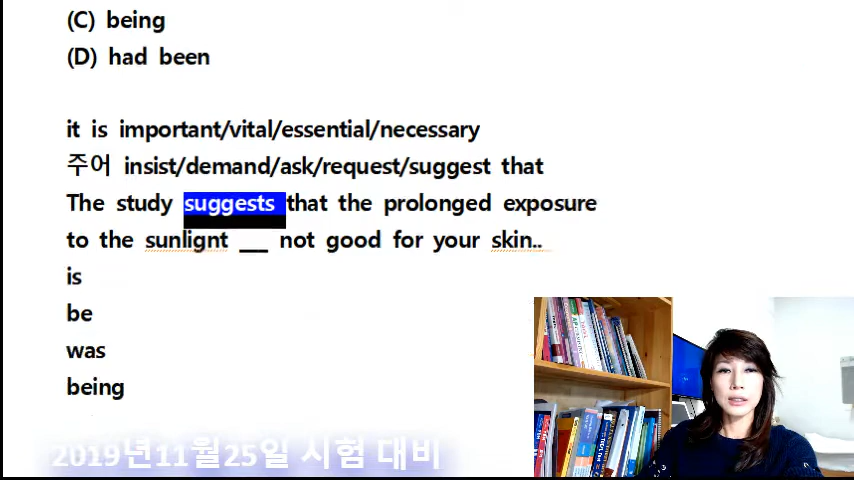 (C) being
(D) had been
it is important/vital/essential/necessary
주어 insist/demand/ask/request/suggest that
The study suggests that the prolonged exposure
to the sunlignt __ not good for your skin..
is
be
was
being
2019년11월25일 시험 대비